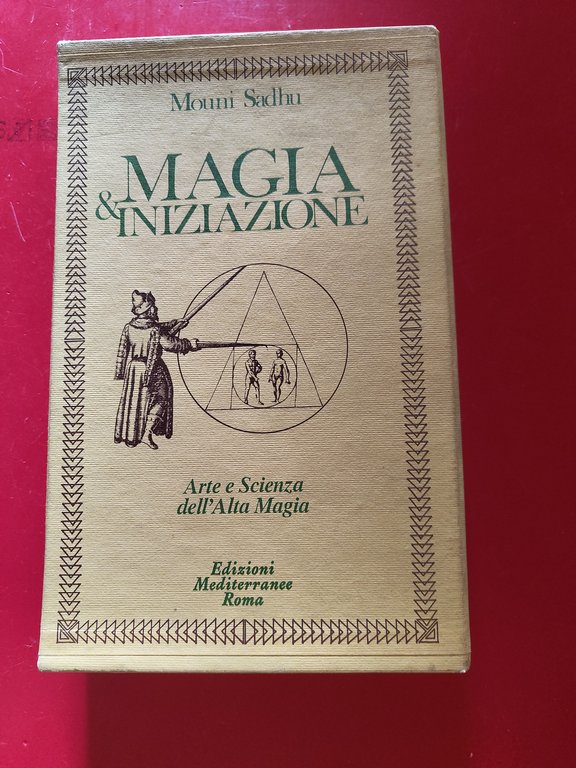 Mouni Sadhu
MAGIA
& INIZIAZIONE
Arte e Scienza
dell'Alta Magia
Edizioni
Mediterranee
Roma